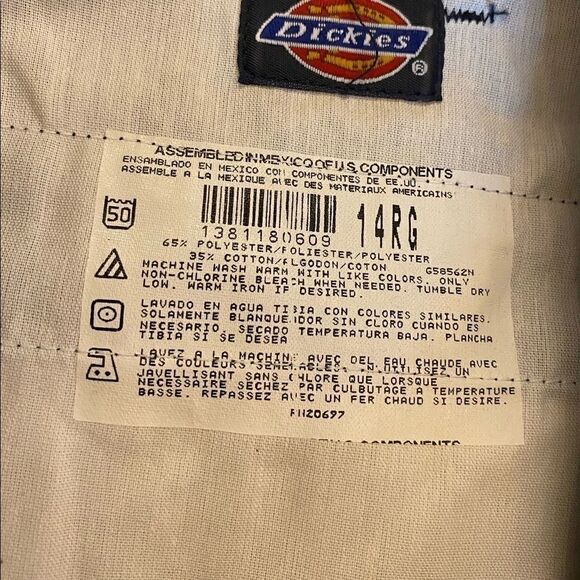 Dickies
®
ASSEMBLED IN MEXICO OF U.S. COMPONENTS
ENSAMBLADO EN MEXICO CON COMPONENTES DE EE.UU.
ASSEMBLE A LA MEXIQUE AVEC DES MATERIAUX AMERICAINS
50
1381180609
14RG
65% POLYESTER/POLIESTER/POLYESTER
35% COTTON/ALGODON/COTON G58562N
MACHINE WASH WARM WITH LIKE COLORS. ONLY
NON-CHLORINE BLEACH WHEN NEEDED. TUMBLE DRY
LOW. WARM IRON IF DESIRED.
LAVADO EN AGUA TIBIA CON COLORES SIMILARES.
SOLAMENTE BLANQUEADOR SIN CLORO CUANDO ES
NECESARIO. SECADO TEMPERATURA BAJA. PLANCHA
TIBIA SI SE DESEA
LAVEZ A LA MACHINE AVEC DEL EAU CHAUDE AVEC
DES COULEURS SEMBLABLES. N'UTILISEZ UN
JAVELLISANT SANS CHLORE QUE LORSQUE
NECESSAIRE SECHEZ PAR CULBUTAGE A TEMPERATURE
BASSE. REPASSEZ AVEC UN FER CHAUD SI DESIRE.
RN20697
U.S. COMPONENTS